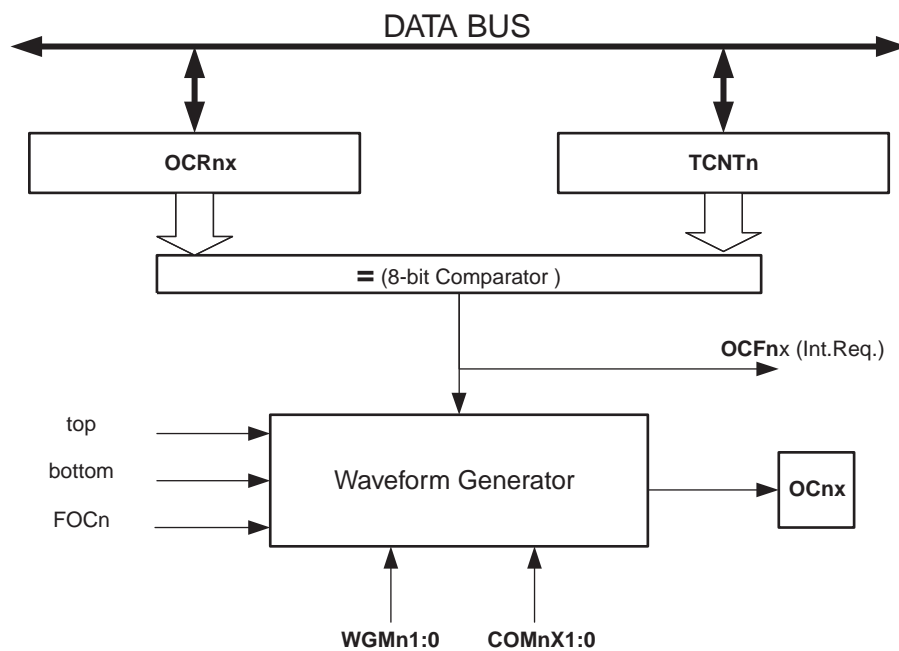 DATA BUS
OCRnx
TCNTn
= (8-bit Comparator )
OCFnx (Int.Req.)
top
bottom
FOCn
Waveform Generator
OCnx
WGMn1:0
COMnX1:0